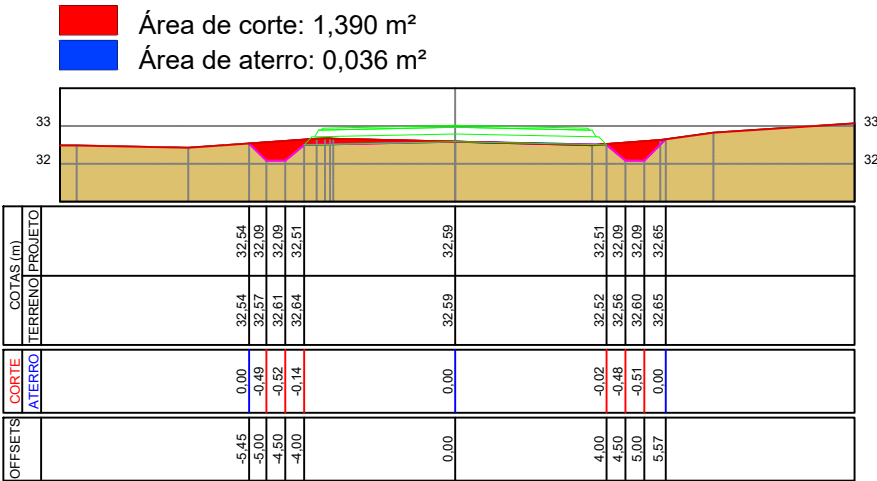 Área de corte: 1,390 m²
Área de aterro: 0,036 m²
33 33
32 32
COTAS (m)
PROJETO 32,54 32,09 32,09 32,51 32,59 32,51 32,09 32,09 32,65
TERRENO 32,54 32,57 32,61 32,64 32,59 32,52 32,56 32,60 32,65
CORTE
ATERRO 0,00 -0,49 -0,52 -0,14 0,00 -0,02 -0,48 -0,51 0,00
OFFSETS -5,45 -5,00 -4,50 -4,00 0,00 4,00 4,50 5,00 5,57